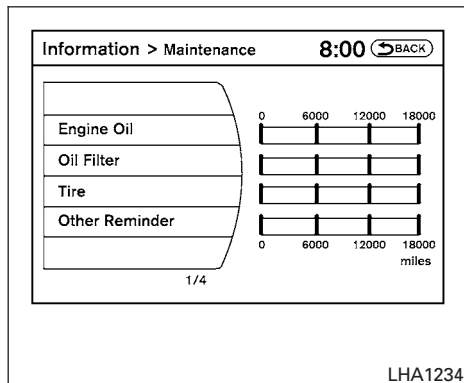 Information > Maintenance 8:00 BACK
0 6000 12000 18000
Engine Oil
Oil Filter
Tire
Other Reminder
0 6000 12000 18000
miles
1/4
LHA1234